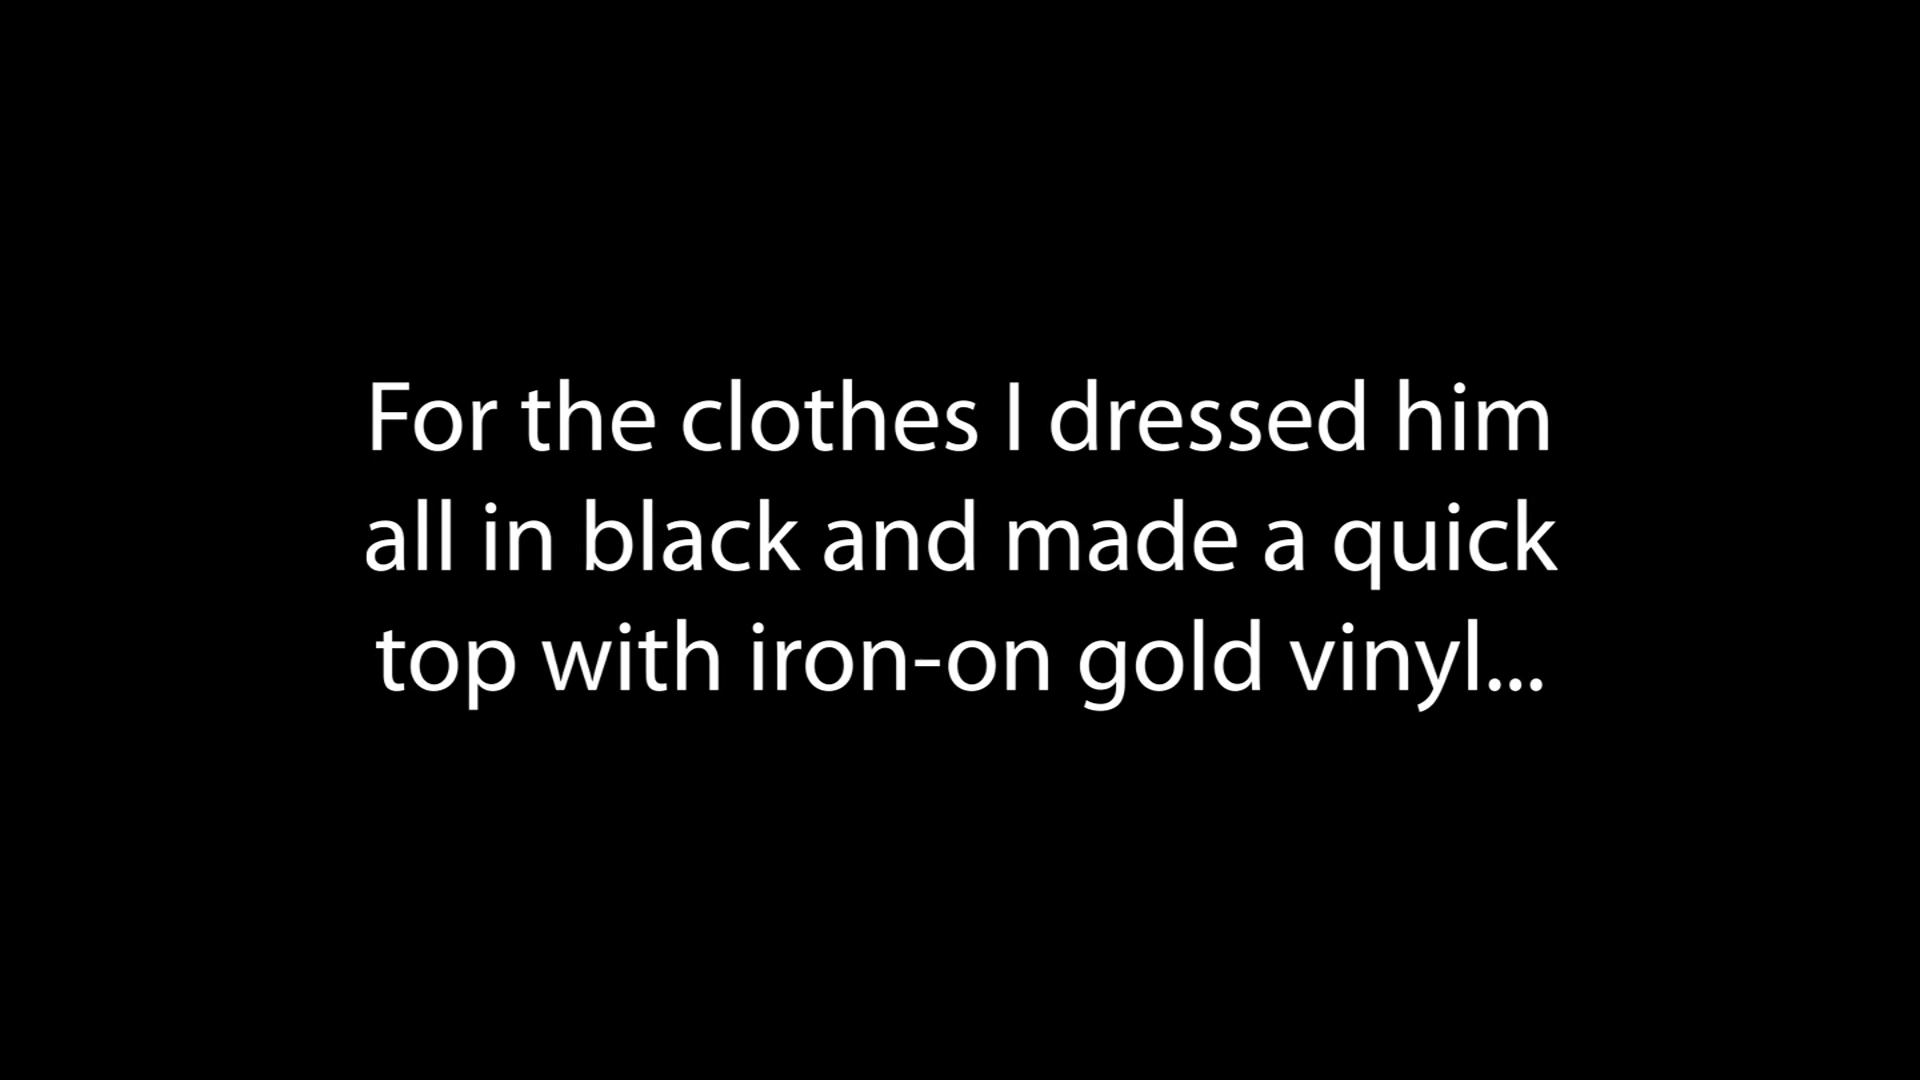 For the clothes I dressed him
all in black and made a quick
top with iron-on gold vinyl...